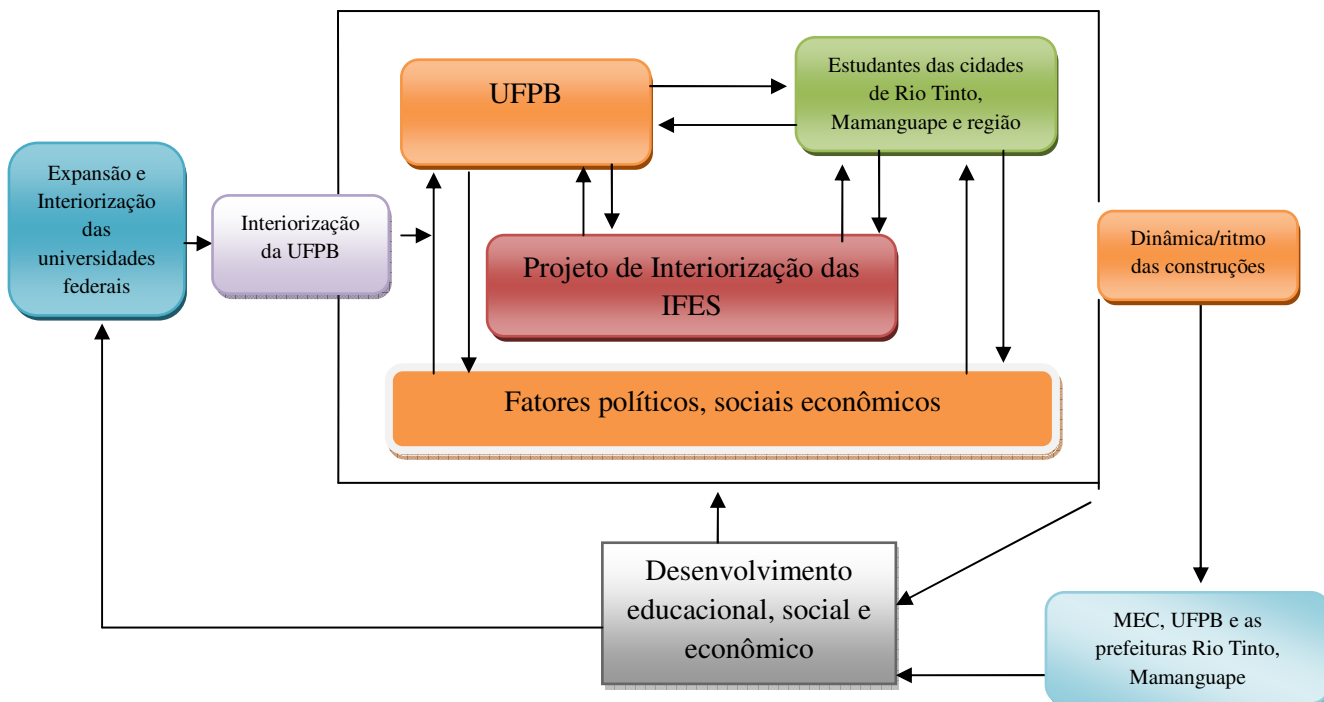 UFPB
Estudantes das cidades
de Rio Tinto,
Mamanguape e região
Expansão e
Interiorização
das
universidades
federais
Interiorização
da UFPB
Projeto de Interiorização das
IFES
Dinâmica/ritmo
das construções
Fatores políticos, sociais econômicos
Desenvolvimento
educacional, social e
econômico
MEC, UFPB e as
prefeituras Rio Tinto,
Mamanguape